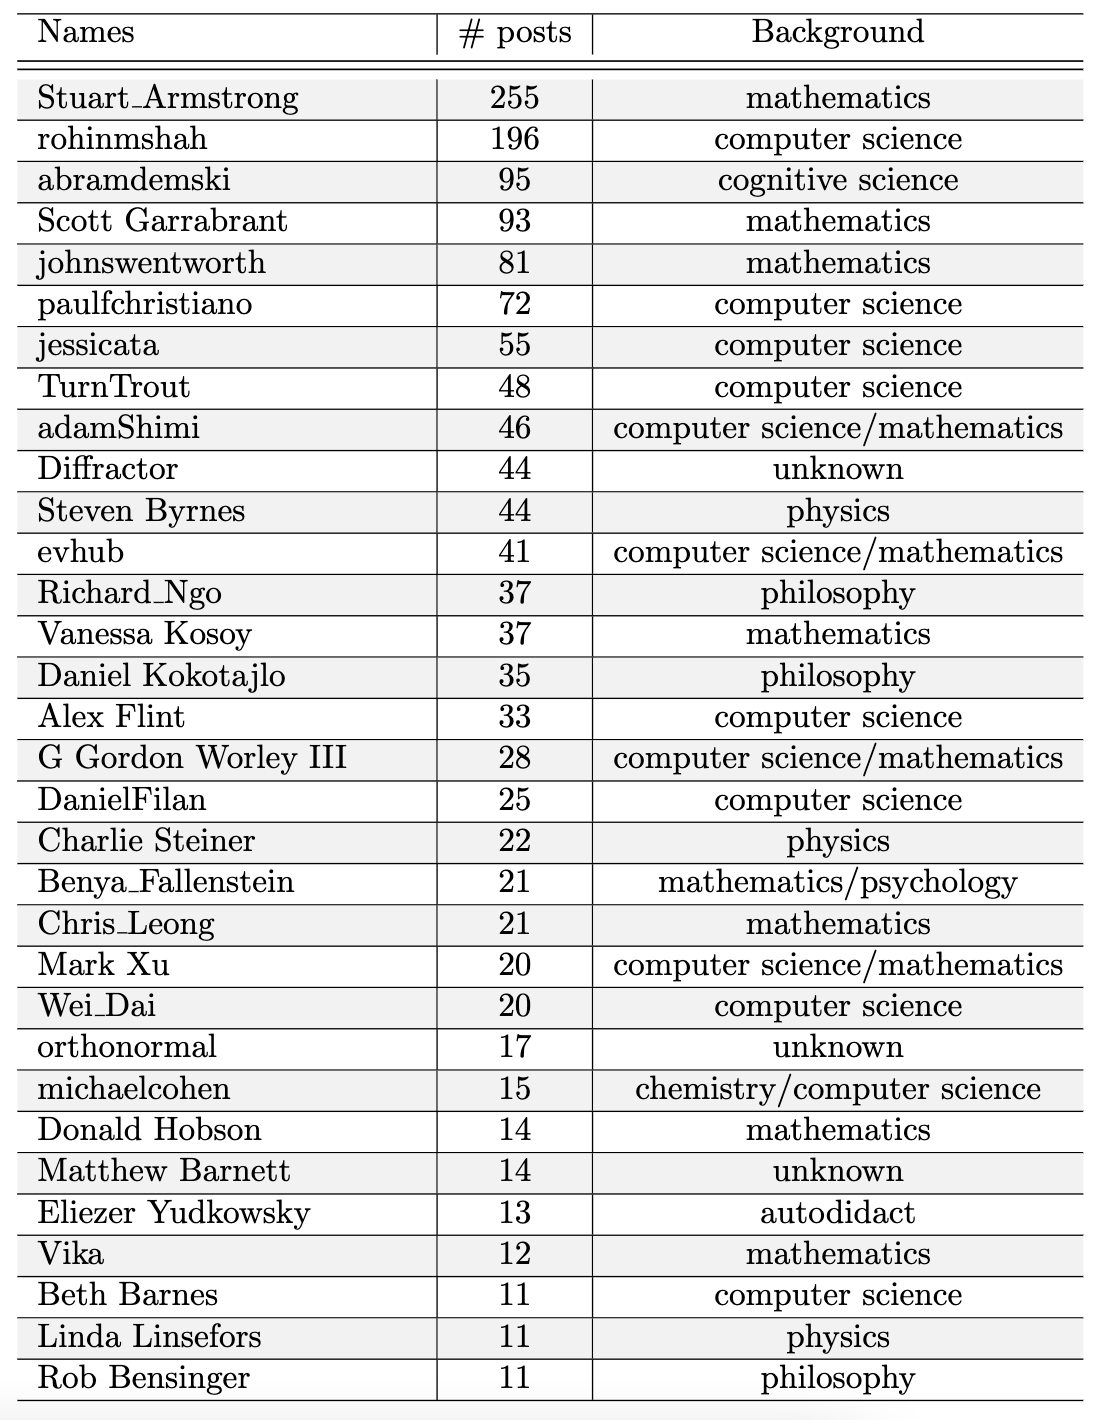 Names # posts Background
Stuart_Armstrong 255 mathematics
rohinmshah 196 computer science
abramdemski 95 cognitive science
Scott Garrabrant 93 mathematics
johnswentworth 81 mathematics
paulfchristiano 72 computer science
jessicata 55 computer science
TurnTrout 48 computer science
adamShimi 46 computer science/mathematics
Diffractor 44 unknown
Steven Byrnes 44 physics
evhub 41 computer science/mathematics
Richard_Ngo 37 philosophy
Vanessa Kosoy 37 mathematics
Daniel Kokotajlo 35 philosophy
Alex Flint 33 computer science
G Gordon Worley III 28 computer science/mathematics
DanielFilan 25 computer science
Charlie Steiner 22 physics
Benya_Fallenstein 21 mathematics/psychology
Chris_Leong 21 mathematics
Mark Xu 20 computer science/mathematics
Wei_Dai 20 computer science
orthonormal 17 unknown
michaelcohen 15 chemistry/computer science
Donald Hobson 14 mathematics
Matthew Barnett 14 unknown
Eliezer Yudkowsky 13 autodidact
Vika 12 mathematics
Beth Barnes 11 computer science
Linda Linsefors 11 physics
Rob Bensinger 11 philosophy